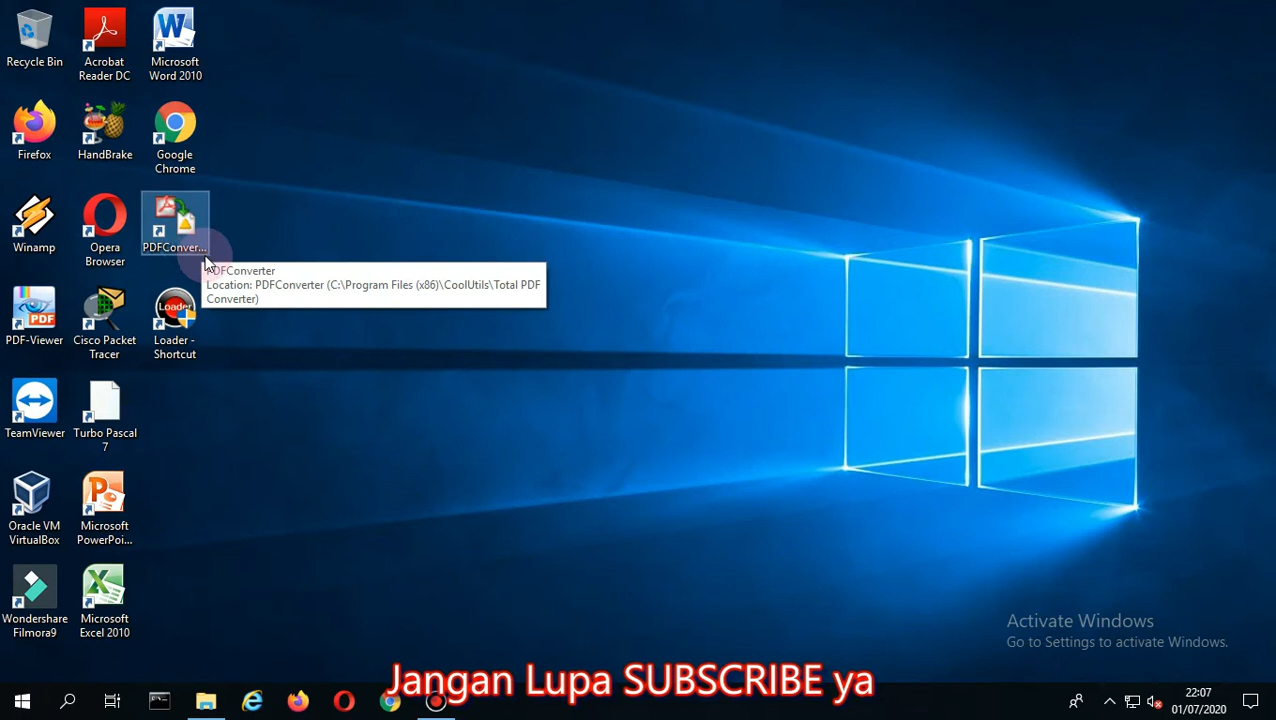 Recycle Bin
Acrobat
Reader DC
Microsoft
Word 2010
Firefox
HandBrake
Google
Chrome
Winamp
Opera
Browser
PDFConver...
PDFConverter
Location: PDFConverter (C:\Program Files (x86)\CoolUtils\Total PDF
Converter)
PDF
PDF-Viewer
Cisco Packet
Tracer
Loader
Loader -
Shortcut
TeamViewer
Turbo Pascal
7
Oracle VM
VirtualBox
Microsoft
PowerPoi...
Wondershare
Filmora9
Microsoft
Excel 2010
Activate Windows
Go to Settings to activate Windows.
Jangan Lupa SUBSCRIBE ya
22:07
01/07/2020